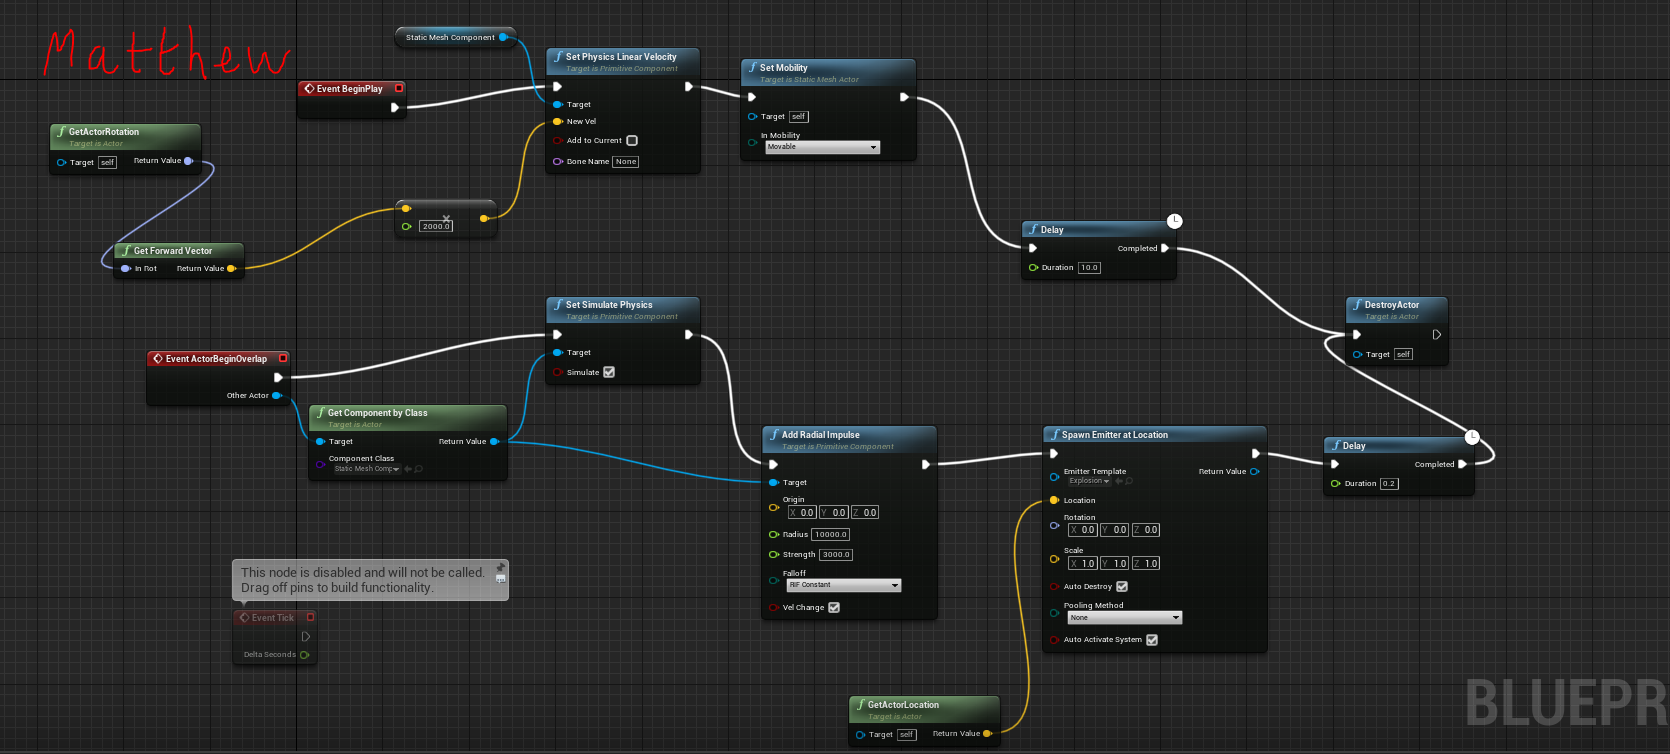 Matthew
Static Mesh Component
Event BeginPlay
Set Physics Linear Velocity
Target is Primitive Component
Target
New Vel
Add to Current
Bone Name None
Set Mobility
Target is Static Mesh Actor
Target self
In Mobility
Movable
GetActorRotation
Target is Actor
Target self Return Value
2000.0
Get Forward Vector
In Rot Return Value
Delay
Completed
Duration 10.0
DestroyActor
Target is Actor
Target self
Set Simulate Physics
Target is Primitive Component
Target
Simulate
Event ActorBeginOverlap
Other Actor
Get Component by Class
Target is Actor
Target Return Value
Component Class
Static Mesh Comp
Add Radial Impulse
Target is Primitive Component
Target
Origin
X 0.0 Y 0.0 Z 0.0
Radius 10000.0
Strength 3000.0
Falloff
RIF Constant
Vel Change
Spawn Emitter at Location
Emitter Template Return Value
Explosion
Location
Rotation
X 0.0 Y 0.0 Z 0.0
Scale
X 1.0 Y 1.0 Z 1.0
Auto Destroy
Pooling Method
None
Auto Activate System
Delay
Completed
Duration 0.2
This node is disabled and will not be called.
Drag off pins to build functionality.
Event Tick
Delta Seconds
GetActorLocation
Target is Actor
Target self Return Value
BLUEPR